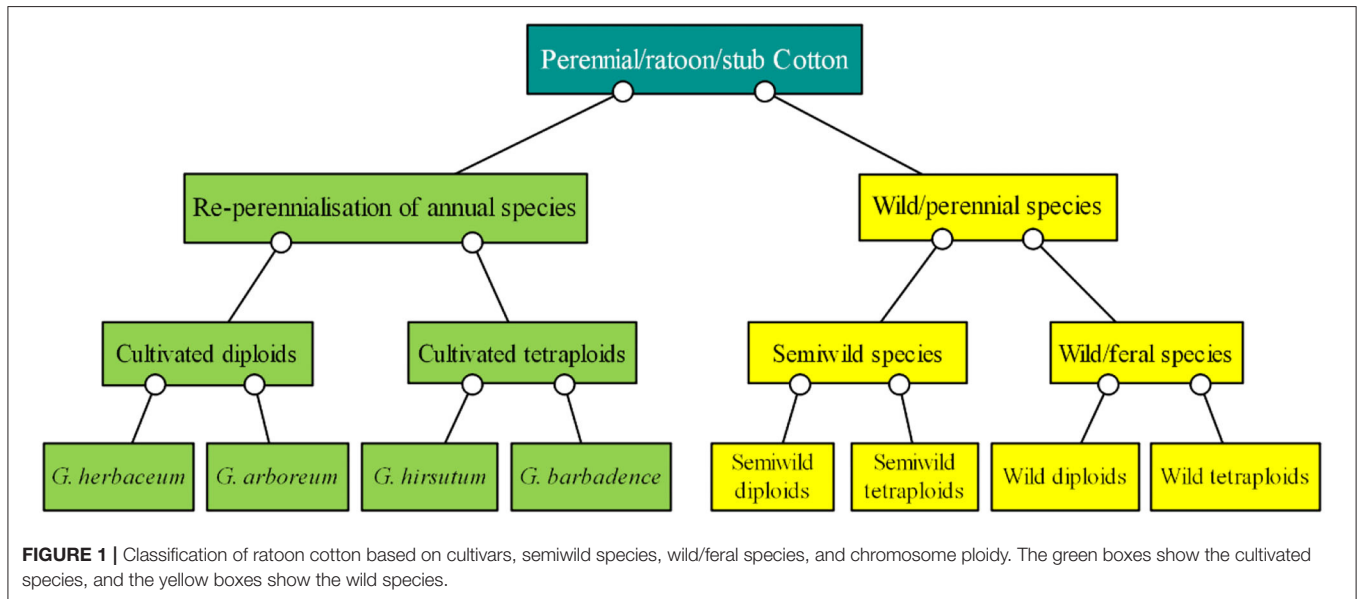 Perennial/ratoon/stub Cotton
Re-perennialisation of annual species
Wild/perennial species
Cultivated diploids
Cultivated tetraploids
Semiwild species
Wild/feral species
G. herbaceum
G. arboreum
G. hirsutum
G. barbadence
Semiwild
diploids
Semiwild
tetraploids
Wild diploids
Wild tetraploids
FIGURE 1 | Classification of ratoon cotton based on cultivars, semiwild species, wild/feral species, and chromosome ploidy. The green boxes show the cultivated
species, and the yellow boxes show the wild species.